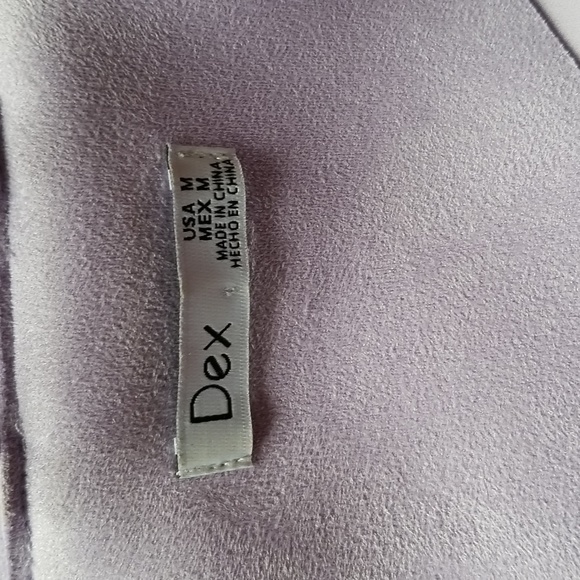 Dex
USA M
MEX M
MADE IN CHINA
HECHO EN CHINA